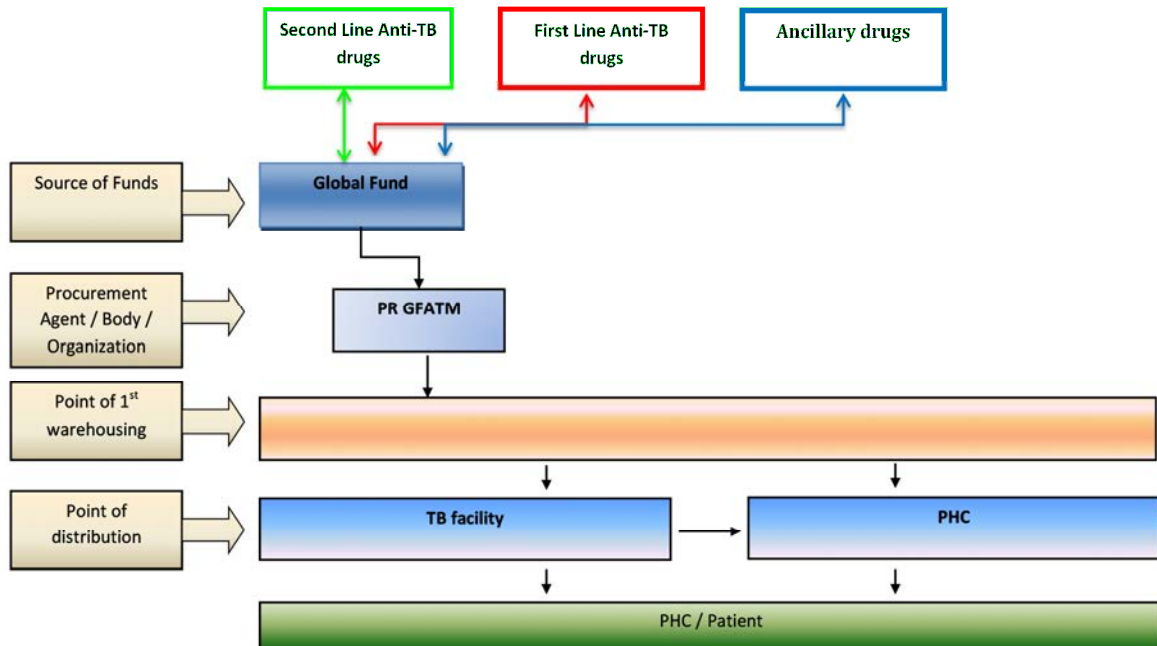 Second Line Anti-TB
drugs
First Line Anti-TB
drugs
Ancillary drugs
Source of Funds
Global Fund
Procurement
Agent / Body /
Organization
PR GFATM
Point of 1st
warehousing
Point of
distribution
TB facility
PHC
PHC / Patient